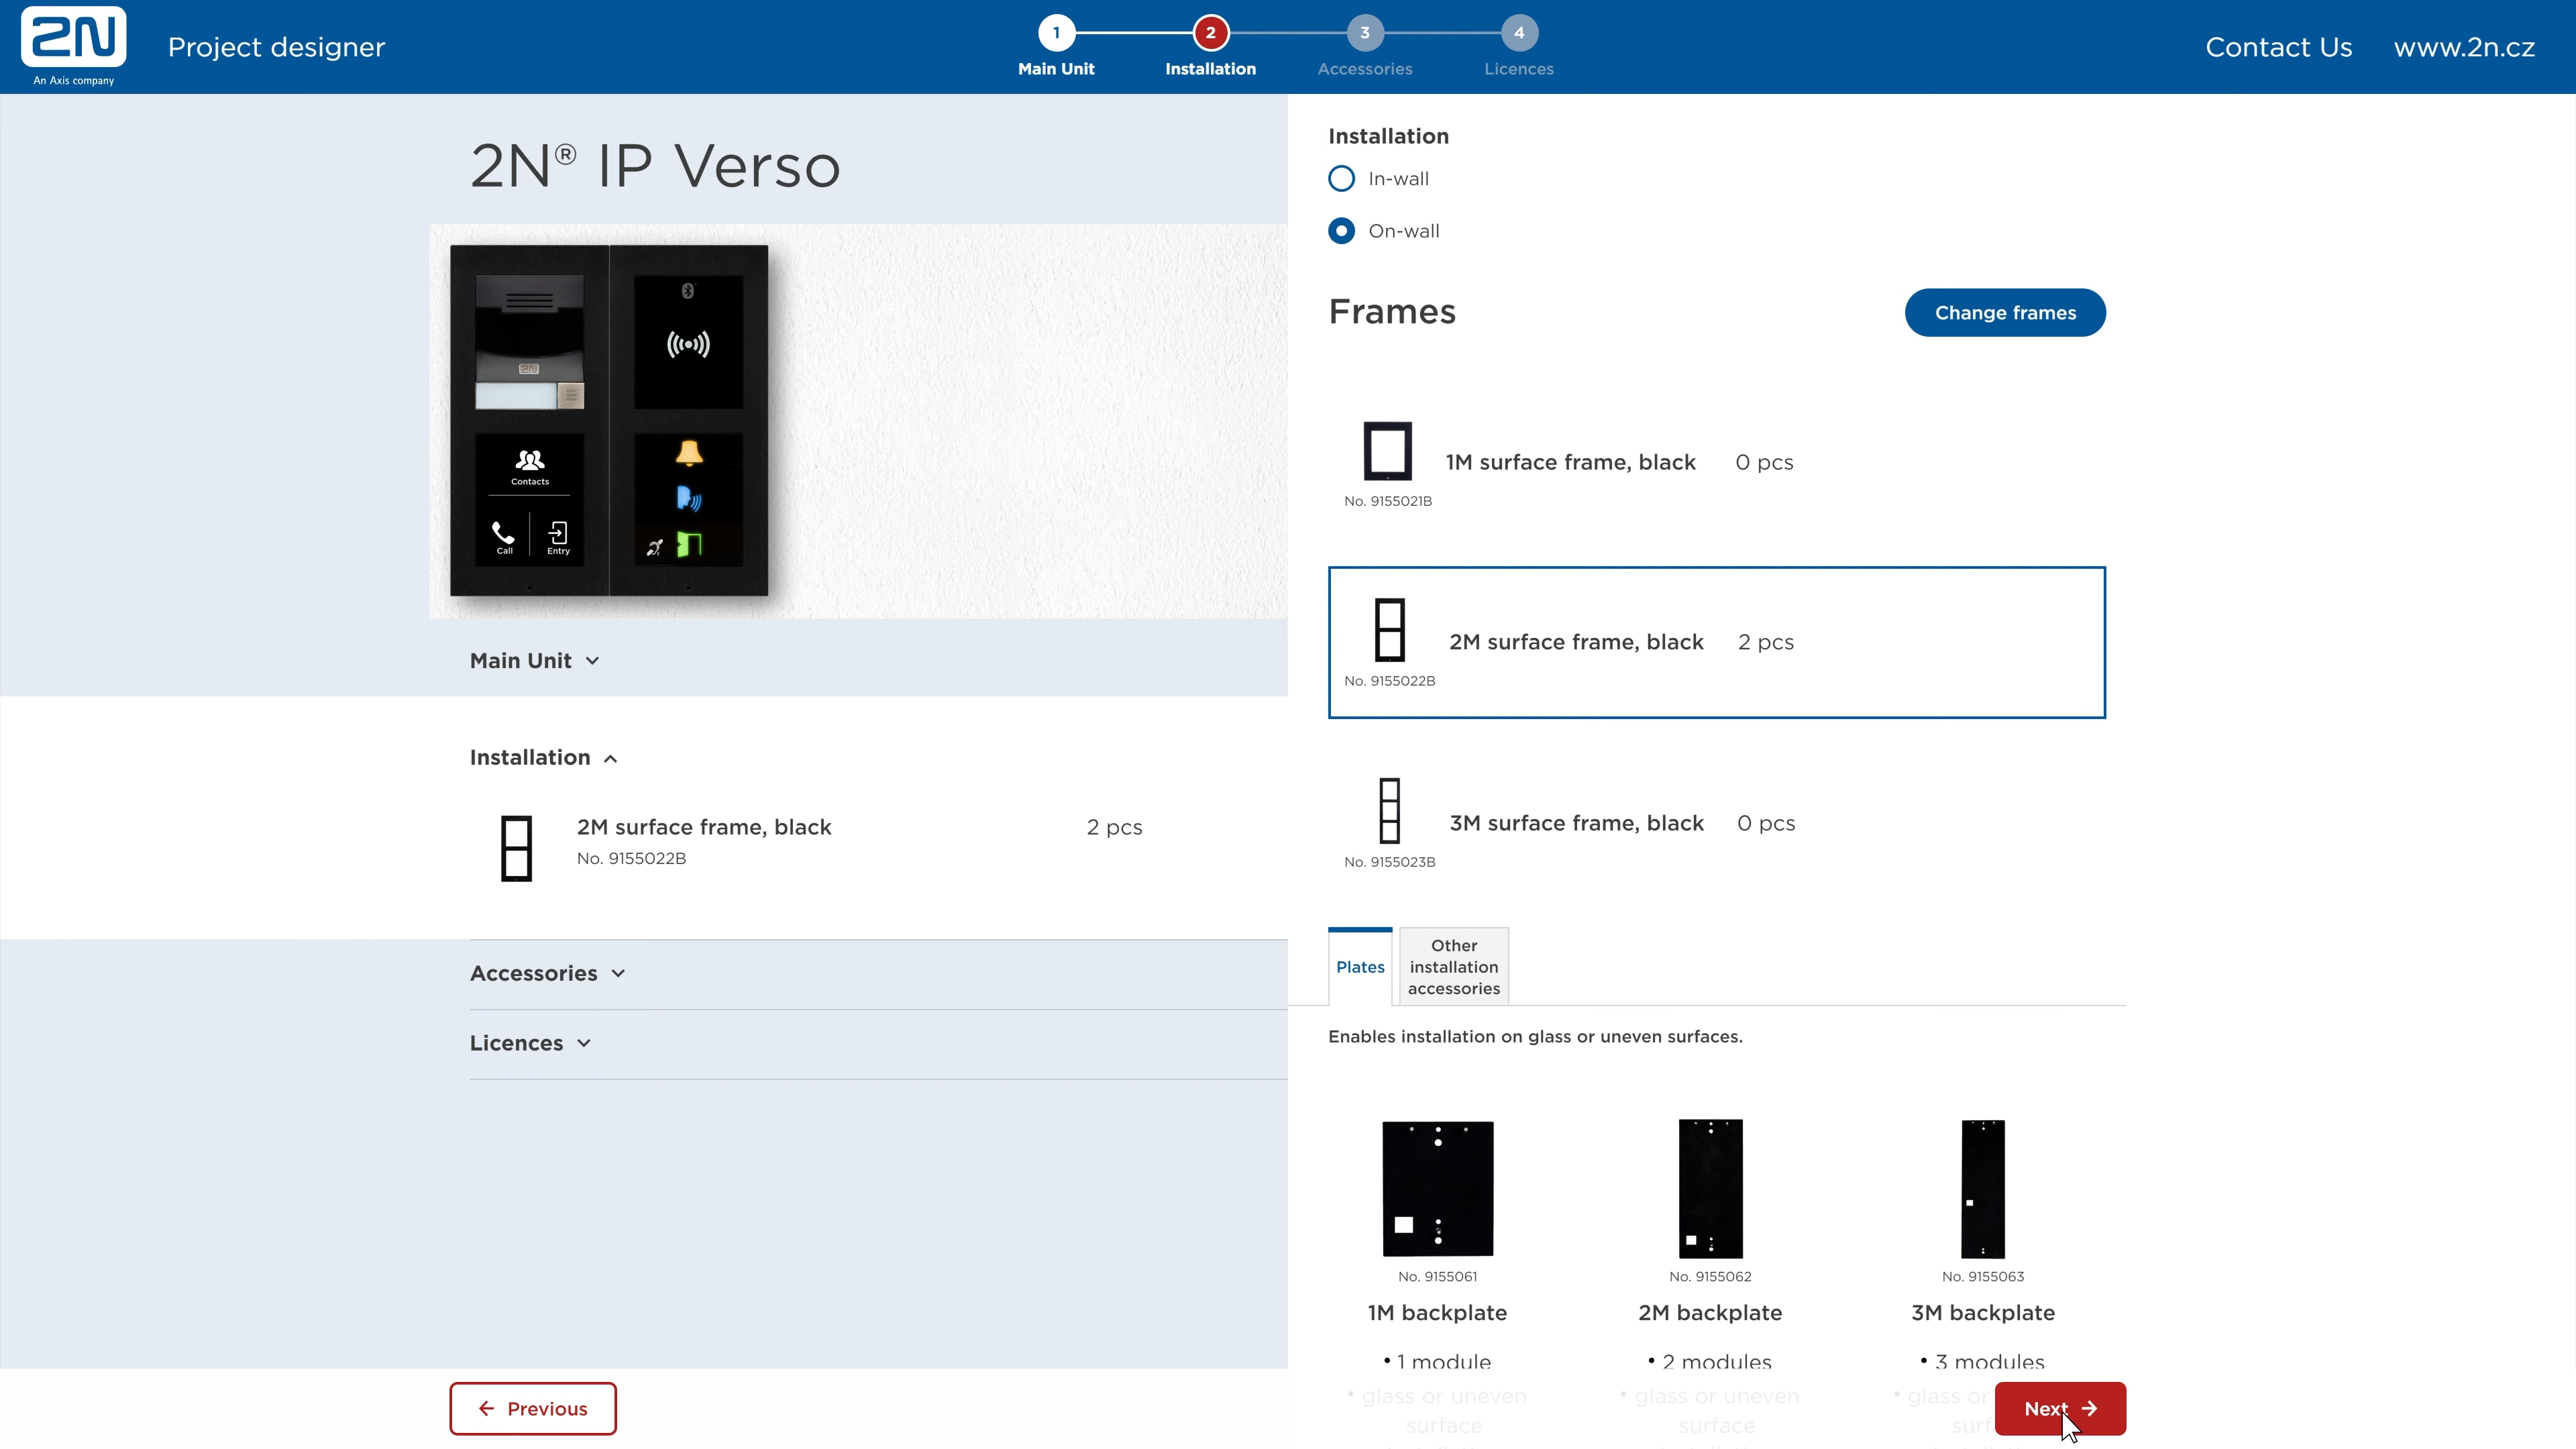 2N
An Axis company
Project designer
1
2
3
4
Main Unit
Installation
Accessories
Licences
Contact Us
www.2n.cz
2N® IP Verso
2N
Contacts
Call
Entry
Main Unit
Installation
2M surface frame, black
2 pcs
No. 9155022B
Accessories
Licences
Previous
Installation
In-wall
On-wall
Frames
Change frames
1M surface frame, black
0 pcs
No. 9155021B
2M surface frame, black
2 pcs
No. 9155022B
3M surface frame, black
0 pcs
No. 9155023B
Plates
Other
installation
accessories
Enables installation on glass or uneven surfaces.
No. 9155061
1M backplate
• 1 module
• glass or uneven
surface
No. 9155062
2M backplate
• 2 modules
• glass or uneven
surface
No. 9155063
3M backplate
• 3 modules
• glass or
Next